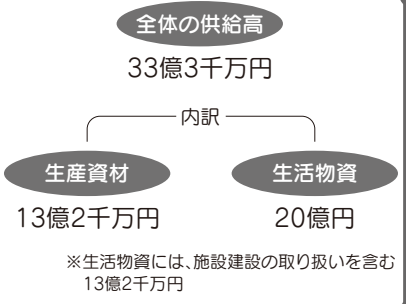 全体の供給高
33億3千万円
内訳
生産資材
生活物資
13億2千万円
20億円
※生活物資には、施設建設の取り扱いを含む
13億2千万円